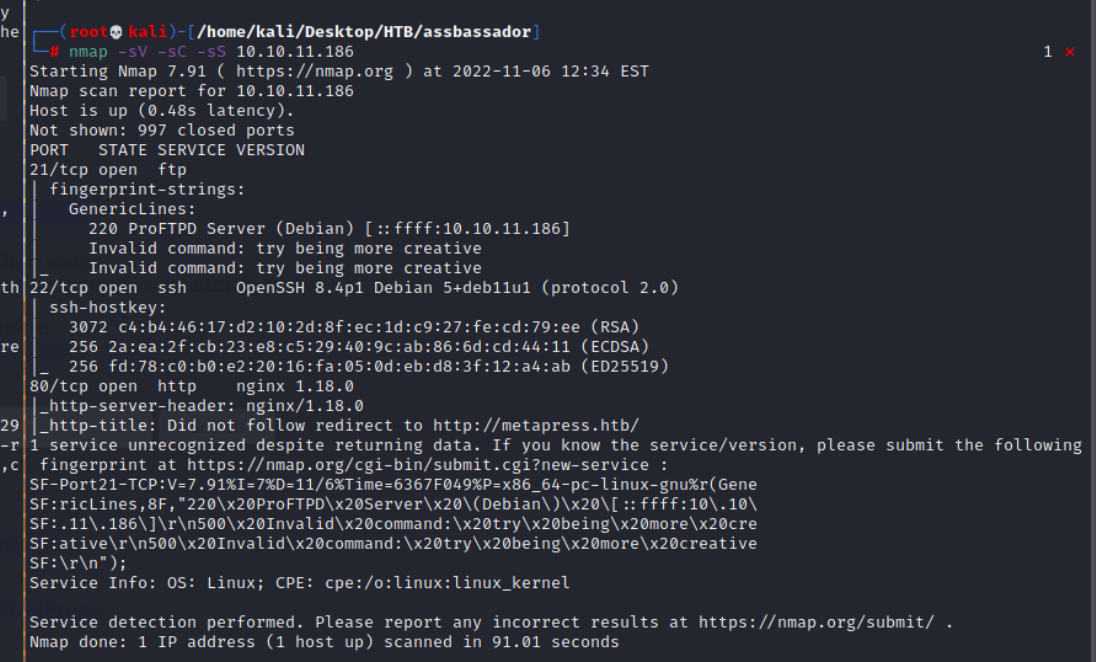 y
he
┌──(root💀kali)-[/home/kali/Desktop/HTB/assbassador]
└─# nmap -sV -sC -sS 10.10.11.186 1 ⨯
Starting Nmap 7.91 ( https://nmap.org ) at 2022-11-06 12:34 EST
Nmap scan report for 10.10.11.186
Host is up (0.48s latency).
Not shown: 997 closed ports
PORT   STATE SERVICE VERSION
21/tcp open  ftp
| fingerprint-strings:
,
|   GenericLines:
|     220 ProFTPD Server (Debian) [::ffff:10.10.11.186]
|     Invalid command: try being more creative
|_    Invalid command: try being more creative
th
22/tcp open  ssh     OpenSSH 8.4p1 Debian 5+deb11u1 (protocol 2.0)
| ssh-hostkey:
|   3072 c4:b4:46:17:d2:10:2d:8f:ec:1d:c9:27:fe:cd:79:ee (RSA)
re
|   256 2a:ea:2f:cb:23:e8:c5:29:40:9c:ab:86:6d:cd:44:11 (ECDSA)
|_  256 fd:78:c0:b0:e2:20:16:fa:05:0d:eb:d8:3f:12:a4:ab (ED25519)
80/tcp open  http    nginx 1.18.0
|_http-server-header: nginx/1.18.0
29
|_http-title: Did not follow redirect to http://metapress.htb/
-r
1 service unrecognized despite returning data. If you know the service/version, please submit the following
,c
fingerprint at https://nmap.org/cgi-bin/submit.cgi?new-service :
SF-Port21-TCP:V=7.91%I=7%D=11/6%Time=6367F049%P=x86_64-pc-linux-gnu%r(Gene
SF:ricLines,8F,"220\x20ProFTPD\x20Server\x20\(Debian\)\x20\[::ffff:10\.10\
SF:.11\.186\]\r\n500\x20Invalid\x20command:\x20try\x20being\x20more\x20cre
SF:ative\r\n500\x20Invalid\x20command:\x20try\x20being\x20more\x20creative
SF:\r\n");
Service Info: OS: Linux; CPE: cpe:/o:linux:linux_kernel
Service detection performed. Please report any incorrect results at https://nmap.org/submit/ .
Nmap done: 1 IP address (1 host up) scanned in 91.01 seconds